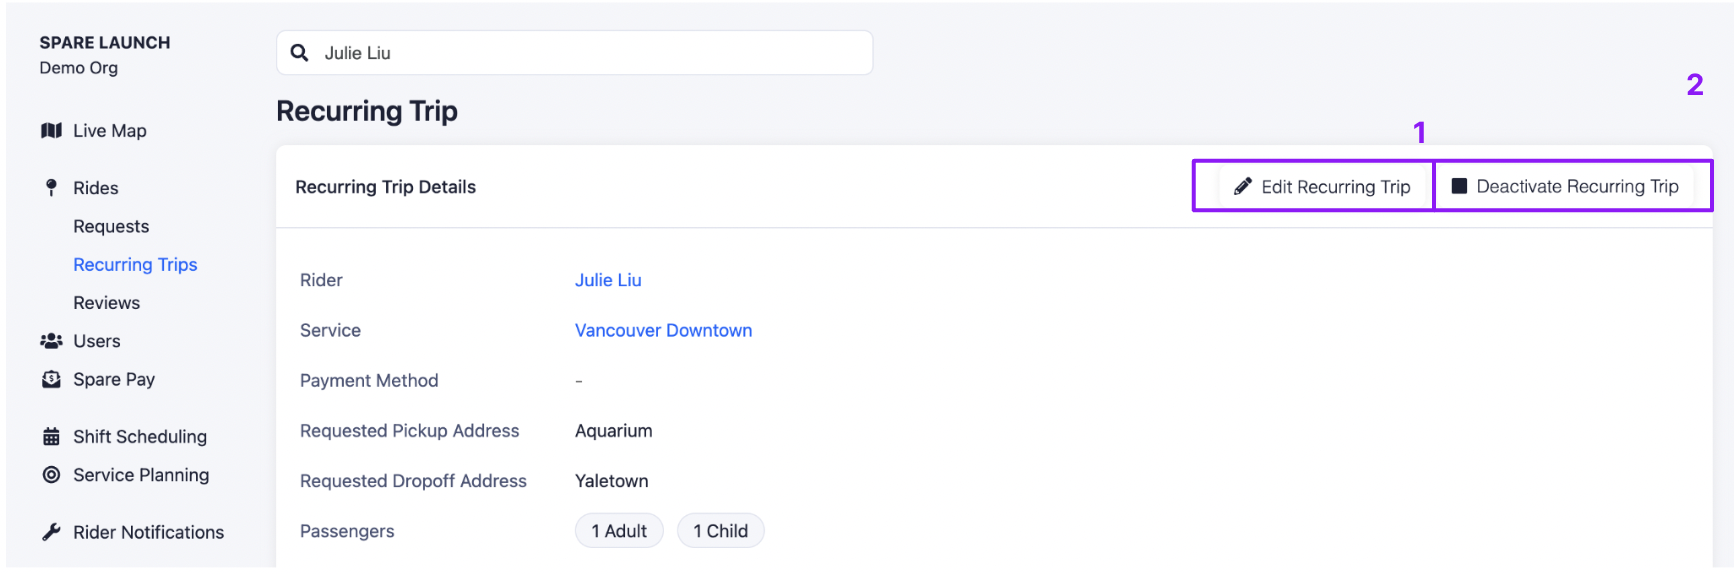 SPARE LAUNCH
Demo Org
Julie Liu
Recurring Trip
2
1
Live Map
Rides
Requests
Recurring Trips
Reviews
Users
Spare Pay
Shift Scheduling
Service Planning
Rider Notifications
Recurring Trip Details
Edit Recurring Trip
Deactivate Recurring Trip
Rider Julie Liu
Service Vancouver Downtown
Payment Method -
Requested Pickup Address Aquarium
Requested Dropoff Address Yaletown
Passengers 1 Adult 1 Child